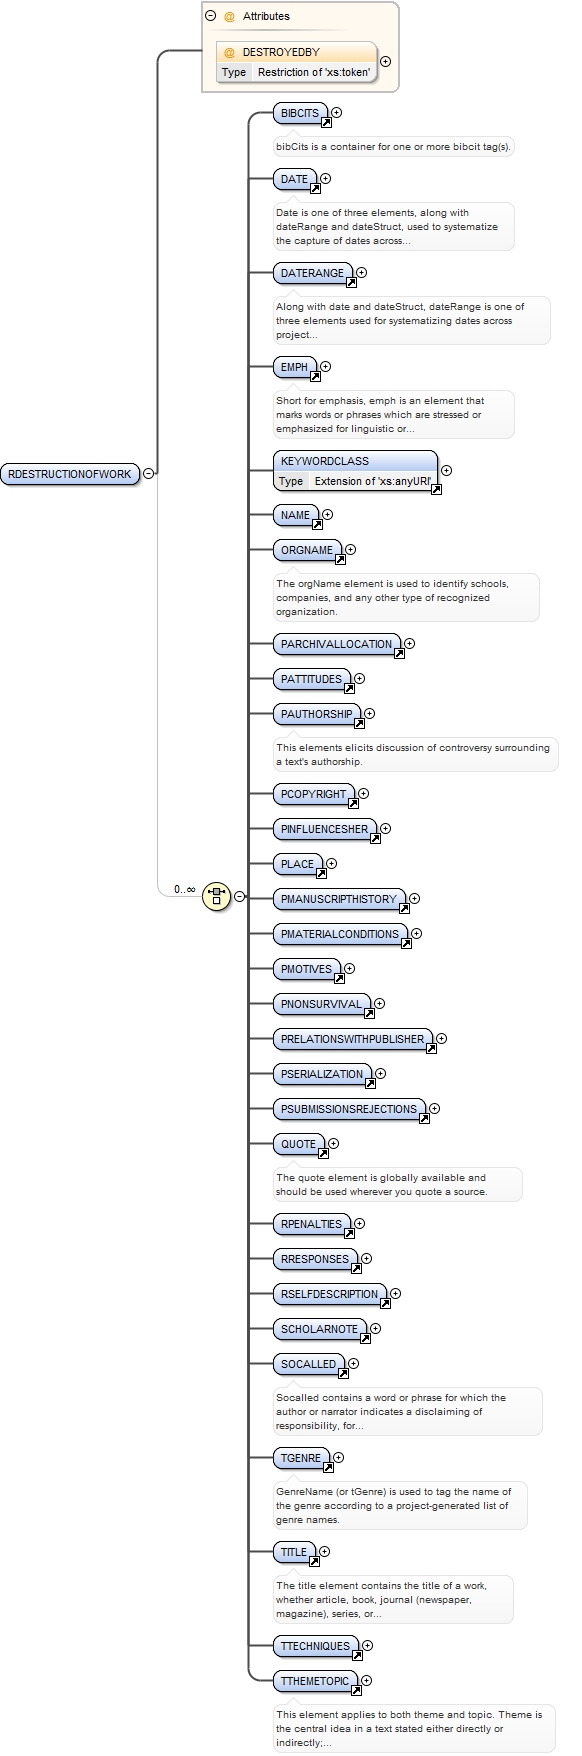 Attributes
@ DESTROYEDBY
Type Restriction of 'xs:token'
BIBCITS
bibCits is a container for one or more bibcit tag(s).
DATE
Date is one of three elements, along with
dateRange and dateStruct, used to systematize
the capture of dates across...
DATERANGE
Along with date and dateStruct, dateRange is one of
three elements used for systematizing dates across
project...
EMPH
Short for emphasis, emph is an element that
marks words or phrases which are stressed or
emphasized for linguistic or...
RDESTRUCTIONOFWORK
KEYWORDCLASS
Type Extension of 'xs:anyURI'
NAME
ORGNAME
The orgName element is used to identify schools,
companies, and any other type of recognized
organization.
PARCHIVALLOCATION
PATTITUDES
PAUTHORSHIP
This elements elicits discussion of controversy surrounding
a text's authorship.
PCOPYRIGHT
PINFLUENCESHER
PLACE
0..∞
PMANUSCRIPTHISTORY
PMATERIALCONDITIONS
PMOTIVES
PNONSURVIVAL
PRELATIONSWITHPUBLISHER
PSERIALIZATION
PSUBMISSIONSREJECTIONS
QUOTE
The quote element is globally available and
should be used wherever you quote a source.
RPENALTIES
RRESPONSES
RSELFDESCRIPTION
SCHOLARNOTE
SOCALLED
Socalled contains a word or phrase for which the
author or narrator indicates a disclaiming of
responsibility, for...
TGENRE
GenreName (or tGenre) is used to tag the name of
the genre according to a project-generated list of
genre names.
TITLE
The title element contains the title of a work,
whether article, book, journal (newspaper,
magazine), series, or...
TTECHNIQUES
TTHEMETOPIC
This element applies to both theme and topic. Theme is
the central idea in a text stated either directly or
indirectly;...